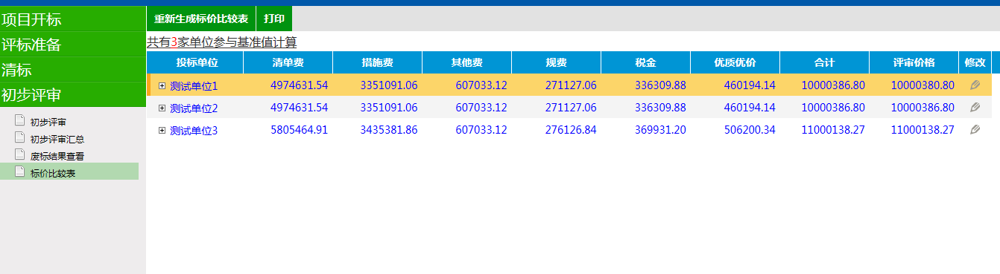 项目开标
评标准备
清标
初步评审
初步评审
初步评审汇总
废标结果查看
标价比较表
重新生成标价比较表 打印
共有3家单位参与基准值计算
投标单位 清单费 措施费 其他费 规费 税金 优质优价 合计 评审价格 修改
测试单位1 4974631.54 3351091.06 607033.12 271127.06 336309.88 460194.14 10000386.80 10000380.80
测试单位2 4974631.54 3351091.06 607033.12 271127.06 336309.88 460194.14 10000386.80 10000386.80
测试单位3 5805464.91 3435381.86 607033.12 276126.84 369931.20 506200.34 11000138.27 11000138.27